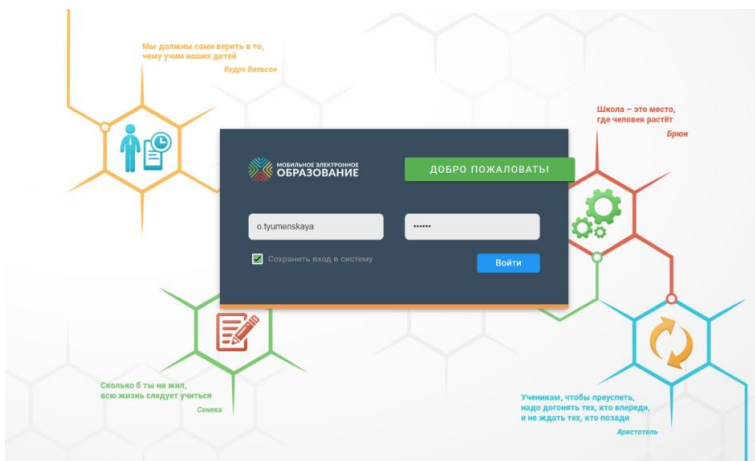 Мы должны сами верить в то,
чему учим наших детей
Вудро Вильсон
Школа – это место,
где человек растёт
Брюн
МОБИЛЬНОЕ ЭЛЕКТРОННОЕ
ОБРАЗОВАНИЕ
ДОБРО ПОЖАЛОВАТЬ!
o.tyumenskaya
••••••
Сохранить вход в систему
Войти
Сколько б ты ни жил,
всю жизнь следует учиться
Сенека
Ученикам, чтобы преуспеть,
надо догонять тех, кто впереди,
и не ждать тех, кто позади
Аристотель